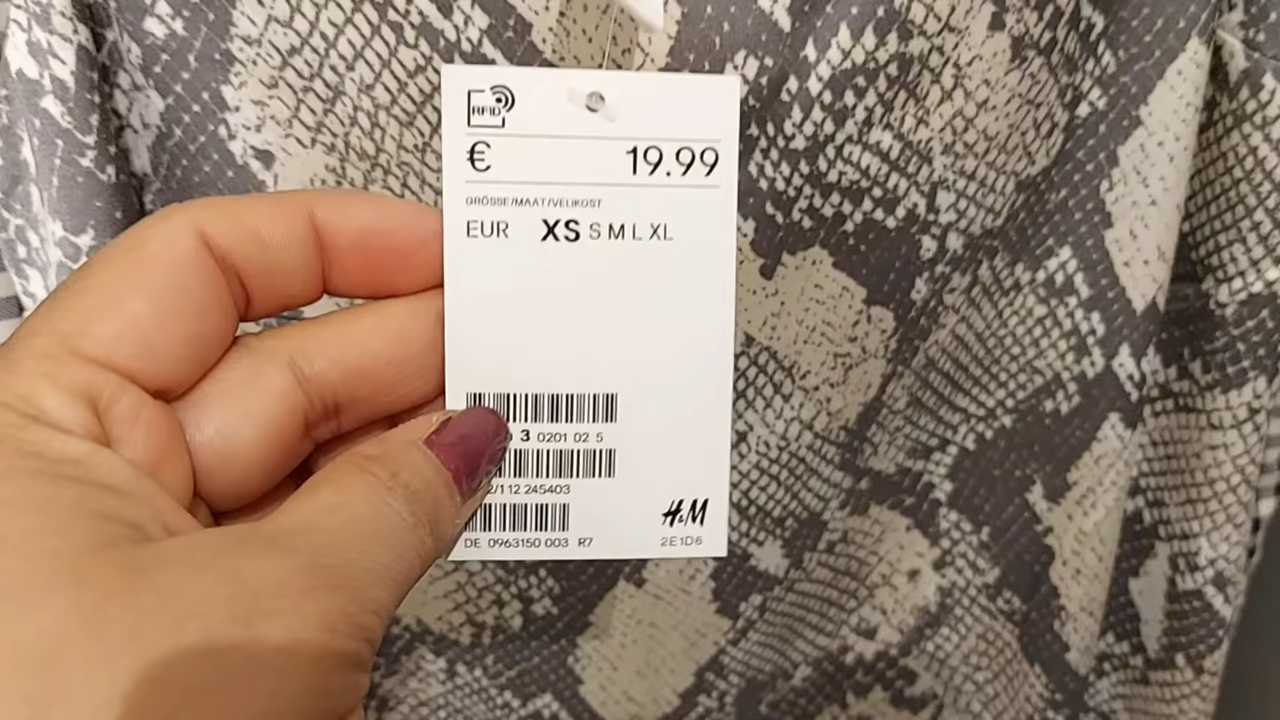 RFID
€ 19.99
GRÖSSE/MAAT/VELIKOST
EUR XS S M L XL
3 0201 02 5
2/112 245403
H&M
DE 0963150 003 R7 2E1D6